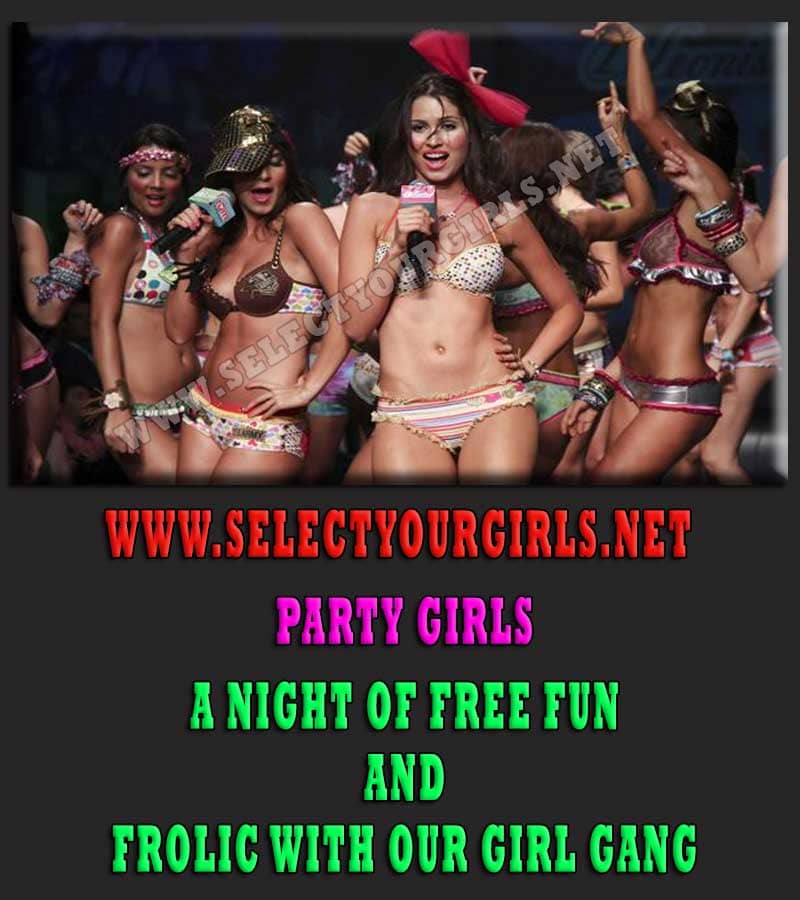 WWW.SELECTYOURGIRLS.NET
WWW.SELECTYOURGIRLS.NET
PARTY GIRLS
A NIGHT OF FREE FUN
AND
FROLIC WITH OUR GIRL GANG